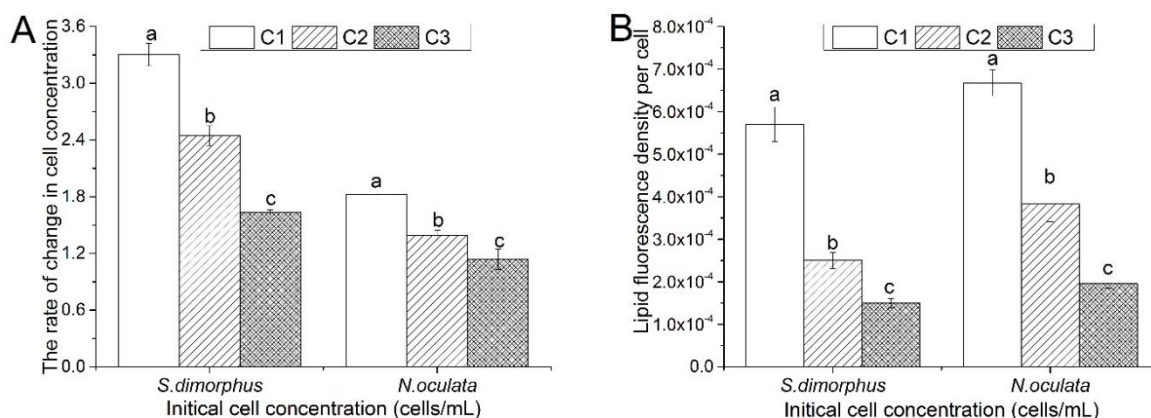 A
The rate of change in cell concentration
3.6
3.0
2.4
1.8
1.2
0.6
0.0
C1 C2 C3
a
b
c
a
b
c
S.dimorphus N.oculata
Initical cell concentration (cells/mL)
B
Lipid fluorescence density per cell
8.0x10-4
7.0x10-4
6.0x10-4
5.0x10-4
4.0x10-4
3.0x10-4
2.0x10-4
1.0x10-4
0.0
C1 C2 C3
a
b
c
a
b
c
S.dimorphus N.oculata
Initical cell concentration (cells/mL)